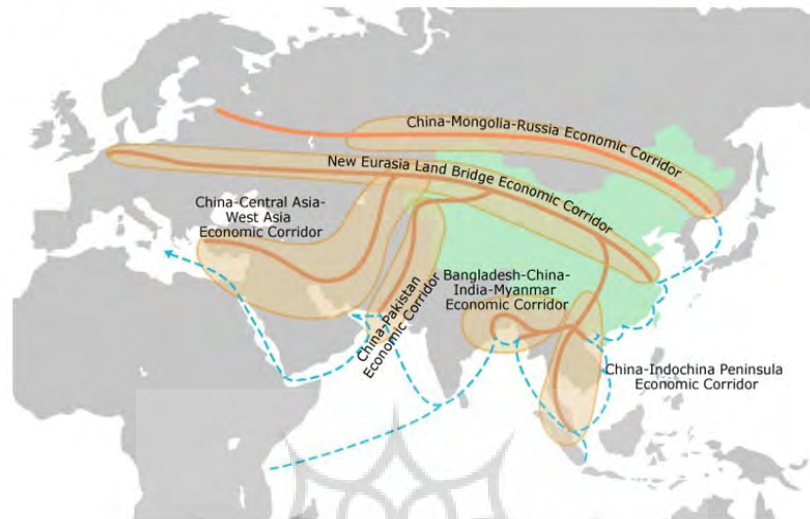 China-Mongolia-Russia Economic Corridor
New Eurasia Land Bridge Economic Corridor
China-Central Asia-
West Asia
Economic Corridor
China-Pakistan
Economic Corridor
Bangladesh-China-
India-Myanmar
Economic Corridor
China-Indochina Peninsula
Economic Corridor